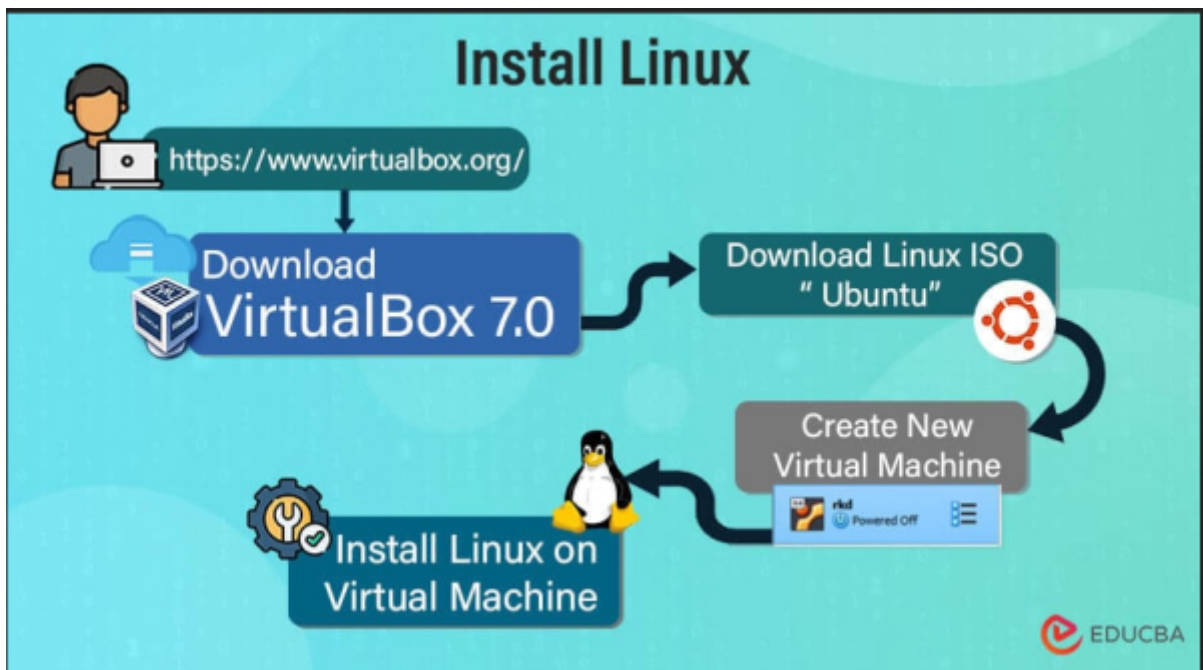 Install Linux
https://www.virtualbox.org/
Download
VirtualBox 7.0
Download Linux ISO
“ Ubuntu”
Create New
Virtual Machine
rkd
Powered Off
Install Linux on
Virtual Machine
EDUCBA